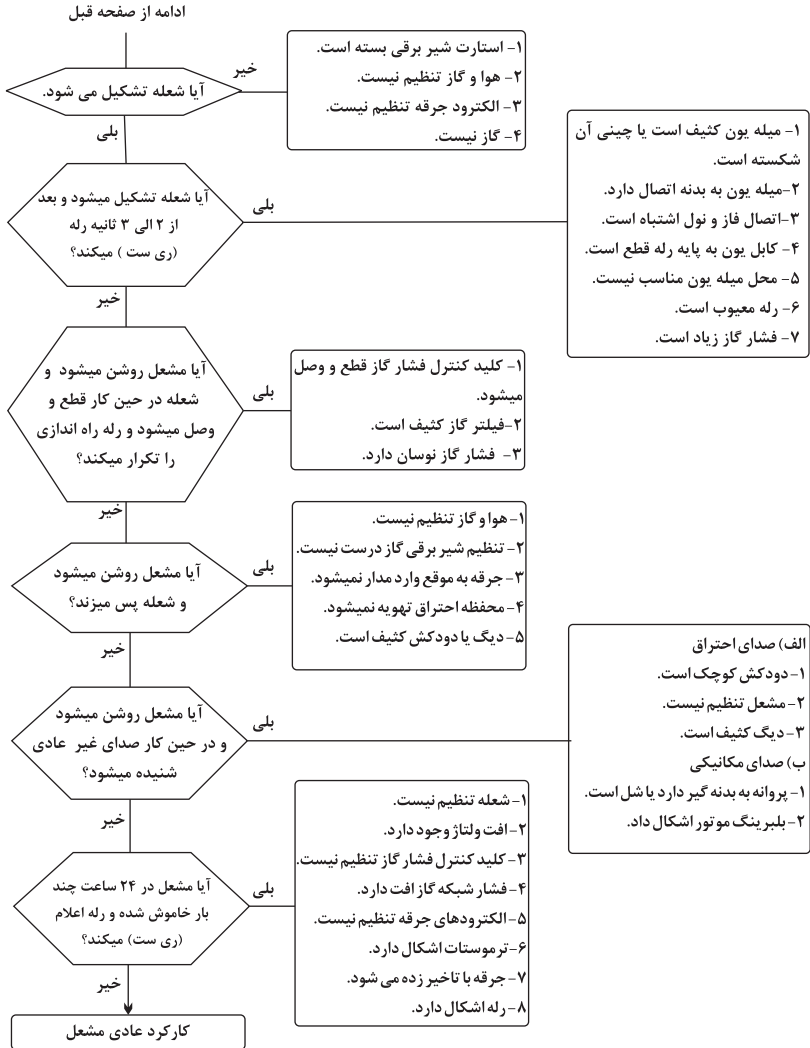 ادامه از صفحه قبل
آیا شعله تشکیل می شود.
خیر
۱- استارت شیر برقی بسته است.
۲- هوا و گاز تنظیم نیست.
۳- الکترود جرقه تنظیم نیست.
۴- گاز نیست.
بلی
آیا شعله تشکیل میشود و بعد
از ۲ الی ۳ ثانیه رله
(ری ست ) میکند؟
بلی
۱- میله یون کثیف است یا چینی آن
شکسته است.
۲-میله یون به بدنه اتصال دارد.
۳-اتصال فاز و نول اشتباه است.
۴- کابل یون به پایه رله قطع است.
۵- محل میله یون مناسب نیست.
۶- رله معیوب است.
۷- فشار گاز زیاد است.
خیر
آیا مشعل روشن میشود و
شعله در حین کار قطع و
وصل میشود و رله راه اندازی
را تکرار میکند؟
بلی
۱- کلید کنترل فشار گاز قطع و وصل
میشود.
۲-فیلتر گاز کثیف است.
۳- فشار گاز نوسان دارد.
خیر
آیا مشعل روشن میشود
و شعله پس میزند؟
بلی
۱- هوا و گاز تنظیم نیست.
۲- تنظیم شیر برقی گاز درست نیست.
۳- جرقه به موقع وارد مدار نمیشود.
۴- محفظه احتراق تهویه نمیشود.
۵- دیگ یا دودکش کثیف است.
خیر
آیا مشعل روشن میشود
و در حین کار صدای غیر عادی
شنیده میشود؟
بلی
الف) صدای احتراق
۱- دودکش کوچک است.
۲- مشعل تنظیم نیست.
۳- دیگ کثیف است.
ب) صدای مکانیکی
۱- پروانه به بدنه گیر دارد یا شل است.
۲- بلبرینگ موتور اشکال داد.
خیر
آیا مشعل در ۲۴ ساعت چند
بار خاموش شده و رله اعلام
(ری ست) میکند؟
بلی
۱- شعله تنظیم نیست.
۲- افت ولتاژ وجود دارد.
۳- کلید کنترل فشار گاز تنظیم نیست.
۴- فشار شبکه گاز افت دارد.
۵- الکترودهای جرقه تنظیم نیست.
۶-ترموستات اشکال دارد.
۷- جرقه با تاخیر زده می شود.
۸- رله اشکال دارد.
خیر
کارکرد عادی مشعل